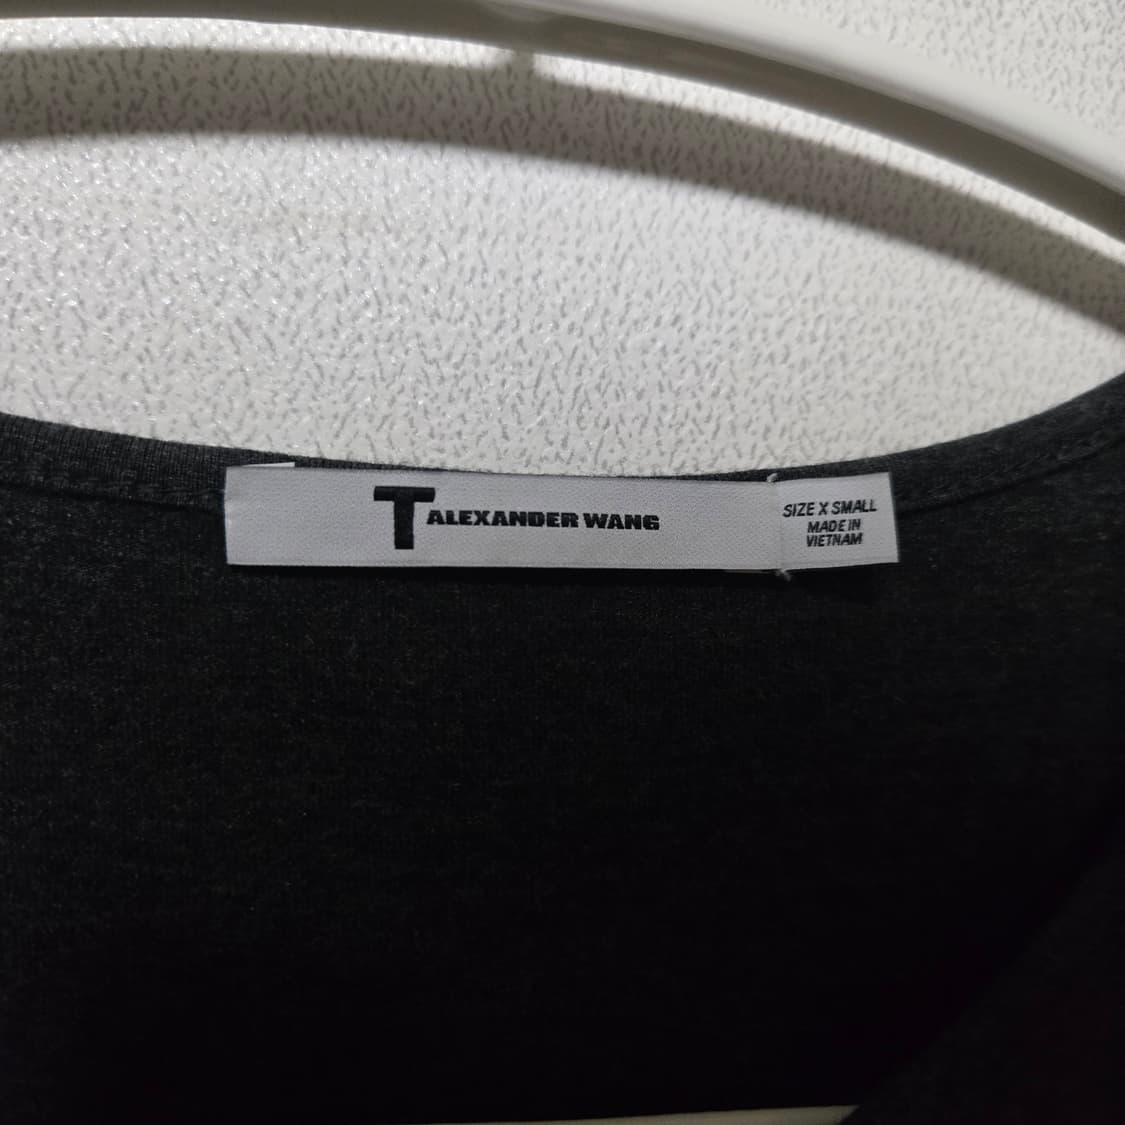 T ALEXANDER WANG
SIZE X SMALL
MADE IN
VIETNAM